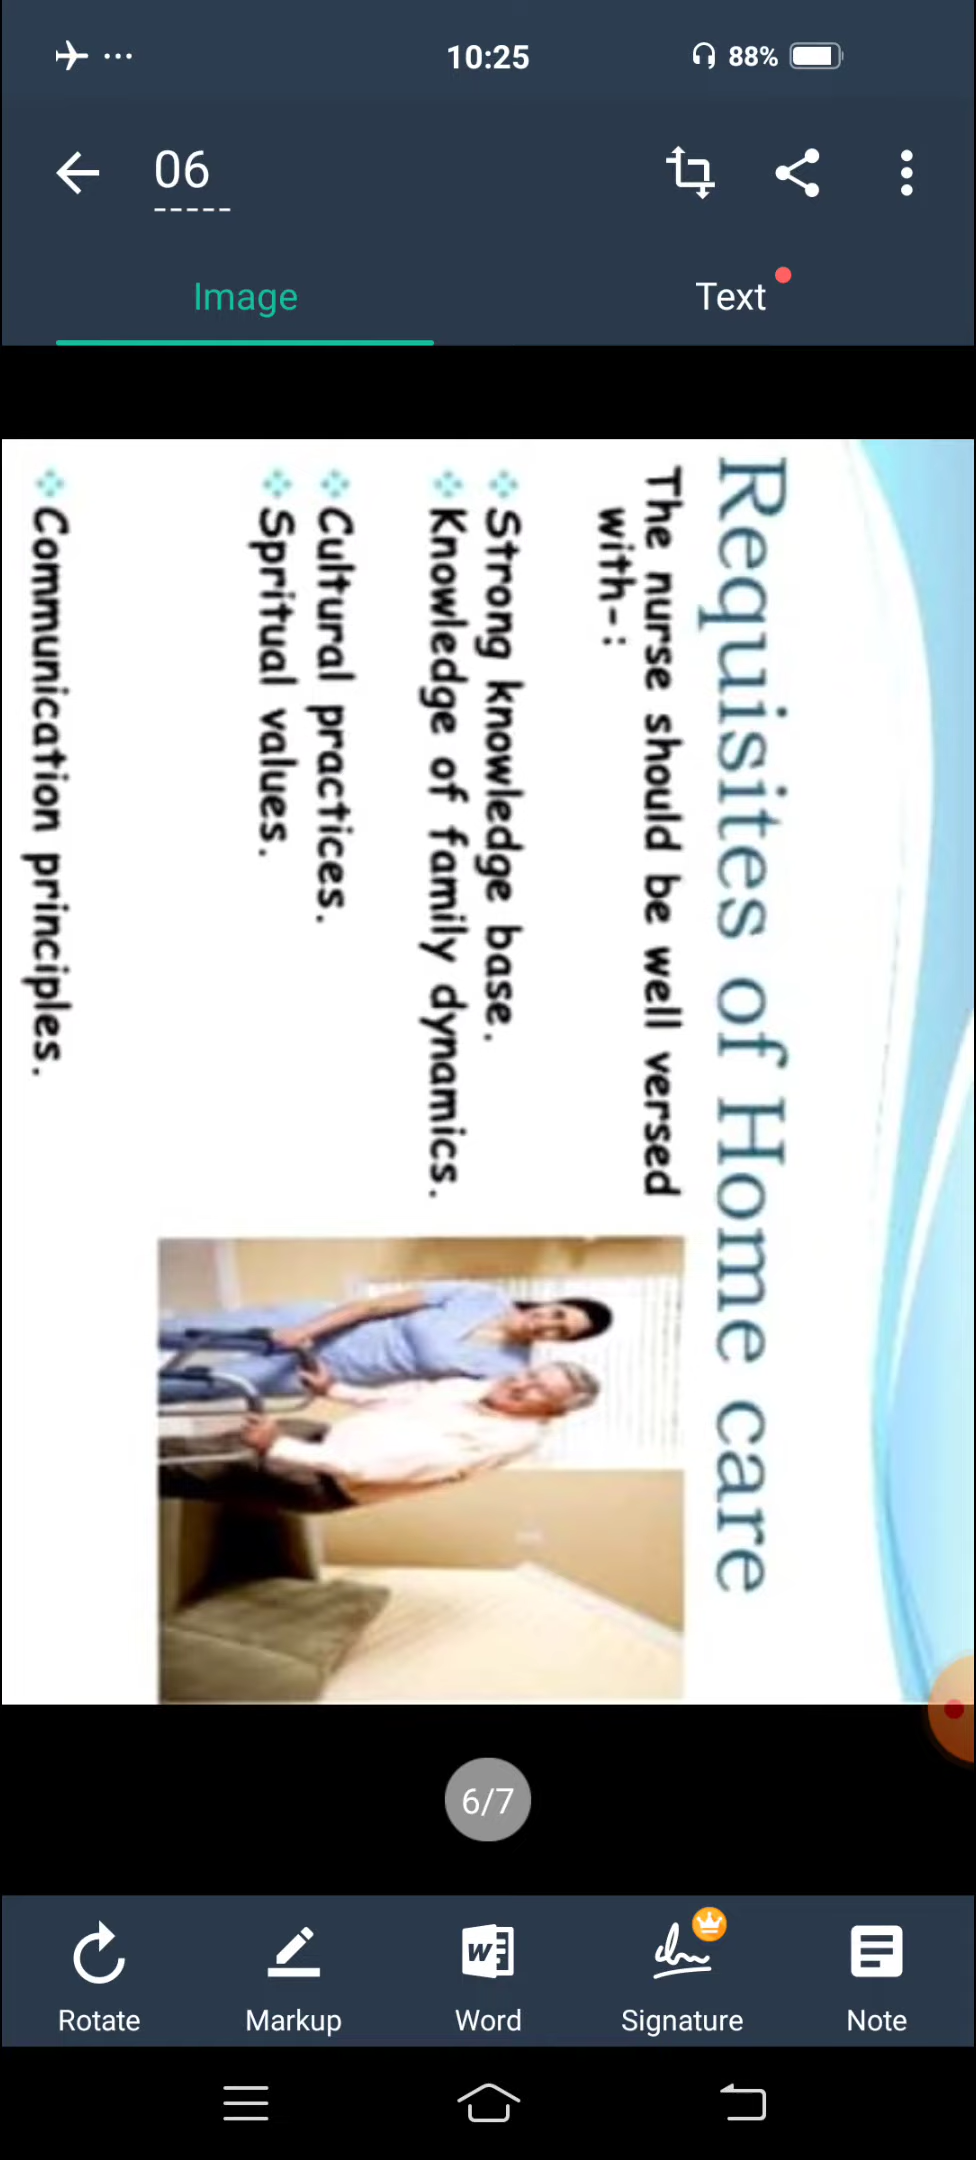 10:25
88%
06
Image
Text
Requisites of Home care
The nurse should be well versed
with-:
Strong knowledge base.
Knowledge of family dynamics.
Cultural practices.
Spritual values.
Communication principles.
6/7
Rotate
Markup
Word
Signature
Note